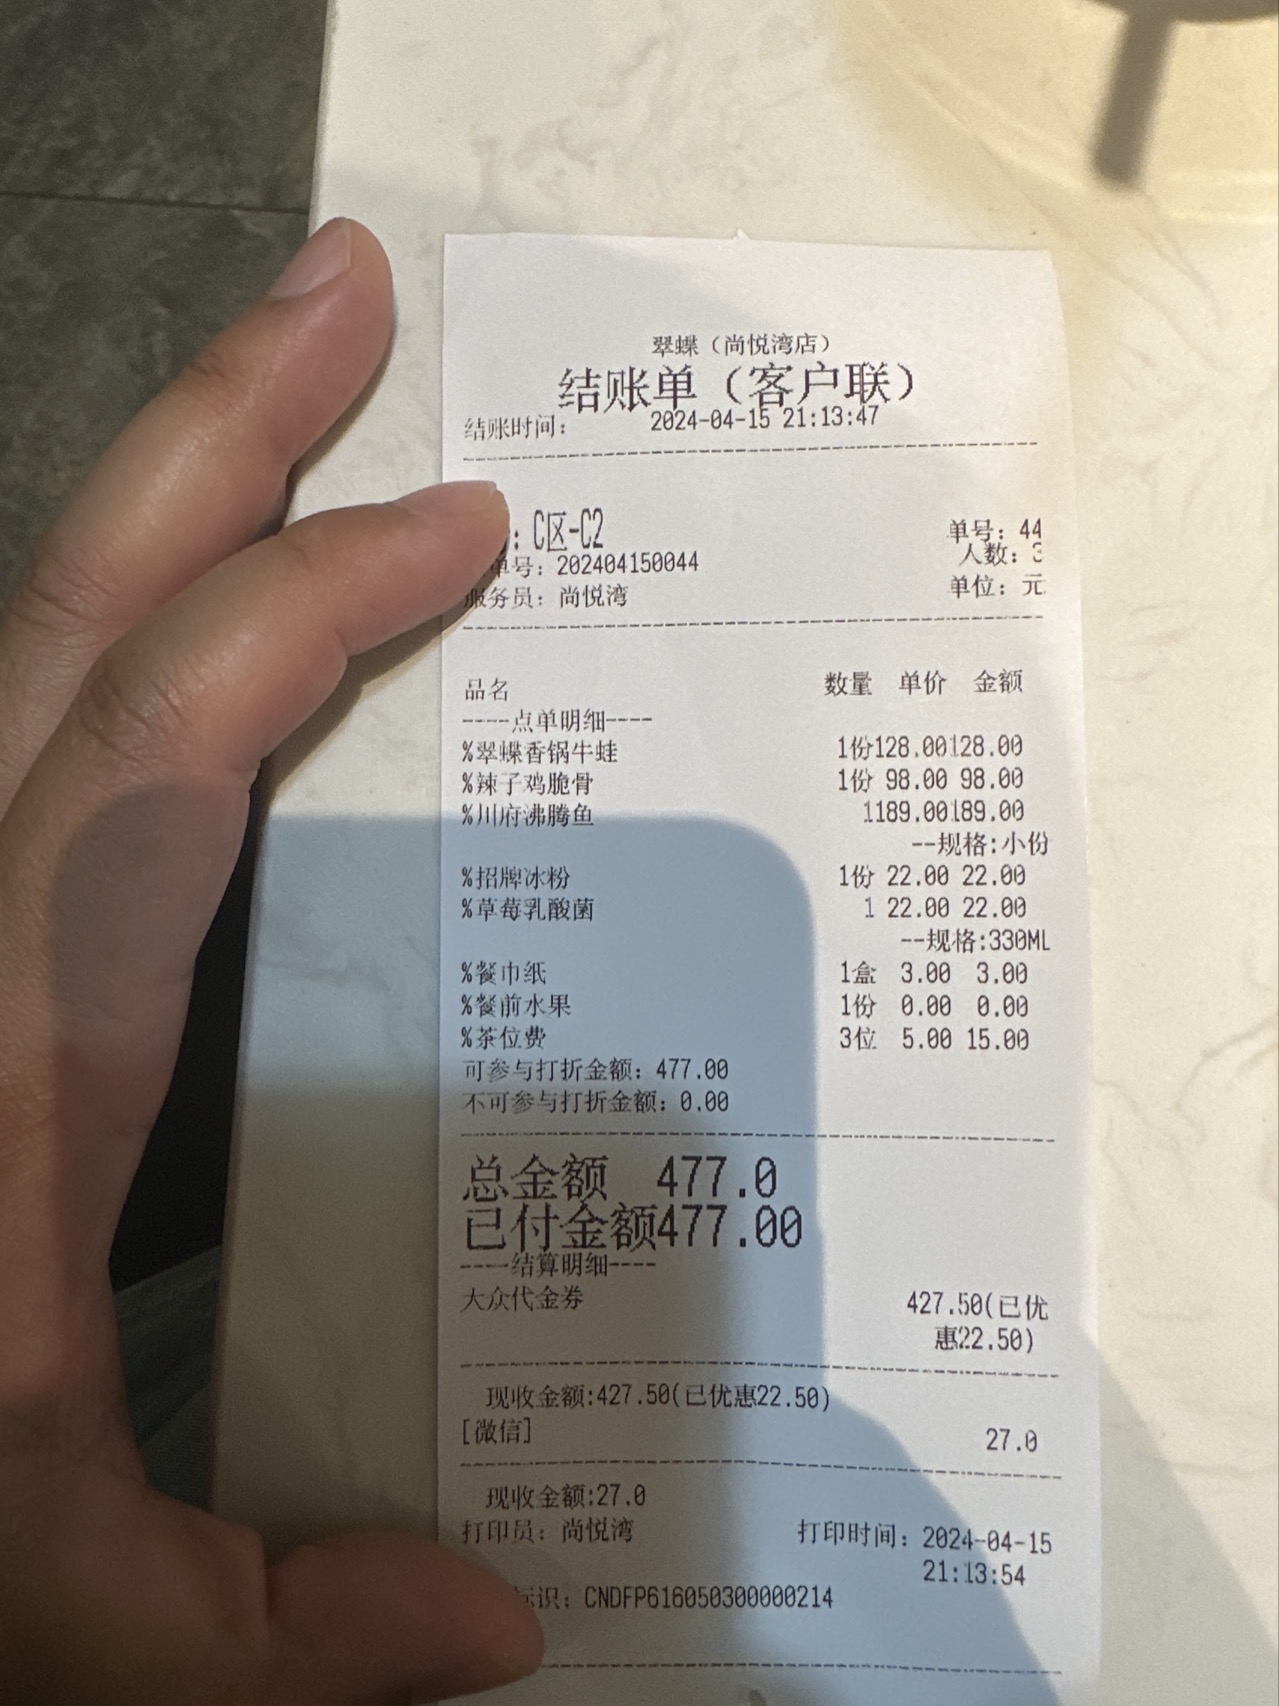 翠蝶（尚悦湾店）
结账单（客户联）
结账时间： 2024-04-15 21:13:47
：C区-C2 单号：44
单号：202404150044 人数：3
服务员：尚悦湾 单位：元
品名 数量 单价 金额
----点单明细----
%翠蝶香锅牛蛙 1份128.00128.00
%辣子鸡脆骨 1份 98.00 98.00
%川府沸腾鱼 1189.00189.00
--规格:小份
%招牌冰粉 1份 22.00 22.00
%草莓乳酸菌 1 22.00 22.00
--规格:330ML
%餐巾纸 1盒 3.00 3.00
%餐前水果 1份 0.00 0.00
%茶位费 3位 5.00 15.00
可参与打折金额：477.00
不可参与打折金额：0.00
总金额 477.0
已付金额477.00
----结算明细----
大众代金券 427.50(已优
惠22.50)
现收金额:427.50(已优惠22.50)
[微信] 27.0
现收金额:27.0
打印员：尚悦湾 打印时间：2024-04-15
21:13:54
标识：CNDFP616050300000214